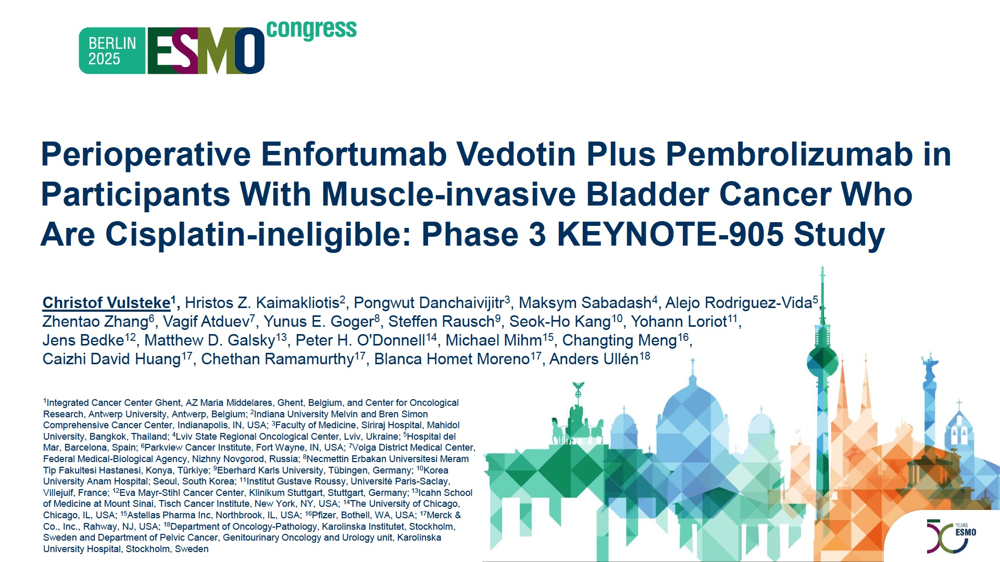 BERLIN
2025
ESMO
congress
Perioperative Enfortumab Vedotin Plus Pembrolizumab in
Participants With Muscle-invasive Bladder Cancer Who
Are Cisplatin-ineligible: Phase 3 KEYNOTE-905 Study
Christof Vulsteke¹, Hristos Z. Kaimakliotis², Pongwut Danchaivijitr³, Maksym Sabadash⁴, Alejo Rodriguez-Vida⁵,
Zhentao Zhang⁶, Vagif Atduev⁷, Yunus E. Goger⁸, Steffen Rausch⁹, Seok-Ho Kang¹⁰, Yohann Loriot¹¹,
Jens Bedke¹², Matthew D. Galsky¹³, Peter H. O'Donnell¹⁴, Michael Mihm¹⁵, Changting Meng¹⁶,
Caizhi David Huang¹⁷, Chethan Ramamurthy¹⁷, Blanca Homet Moreno¹⁷, Anders Ullén¹⁸
¹Integrated Cancer Center Ghent, AZ Maria Middelares, Ghent, Belgium, and Center for Oncological
Research, Antwerp University, Antwerp, Belgium; ²Indiana University Melvin and Bren Simon
Comprehensive Cancer Center, Indianapolis, IN, USA; ³Faculty of Medicine, Siriraj Hospital, Mahidol
University, Bangkok, Thailand; ⁴Lviv State Regional Oncological Center, Lviv, Ukraine; ⁵Hospital del
Mar, Barcelona, Spain; ⁶Parkview Cancer Institute, Fort Wayne, IN, USA; ⁷Volga District Medical Center,
Federal Medical-Biological Agency, Nizhny Novgorod, Russia; ⁸Necmettin Erbakan Universitesi Meram
Tip Fakultesi Hastanesi, Konya, Türkiye; ⁹Eberhard Karls University, Tübingen, Germany; ¹⁰Korea
University Anam Hospital; Seoul, South Korea; ¹¹Institut Gustave Roussy, Université Paris-Saclay,
Villejuif, France; ¹²Eva Mayr-Stihl Cancer Center, Klinikum Stuttgart, Stuttgart, Germany; ¹³Icahn School
of Medicine at Mount Sinai, Tisch Cancer Institute, New York, NY, USA; ¹⁴The University of Chicago,
Chicago, IL, USA; ¹⁵Astellas Pharma Inc, Northbrook, IL, USA; ¹⁶Pfizer, Bothell, WA, USA; ¹⁷Merck &
Co., Inc., Rahway, NJ, USA; ¹⁸Department of Oncology-Pathology, Karolinska Institutet, Stockholm,
Sweden and Department of Pelvic Cancer, Genitourinary Oncology and Urology unit, Karolinska
University Hospital, Stockholm, Sweden
50 YEARS
ESMO